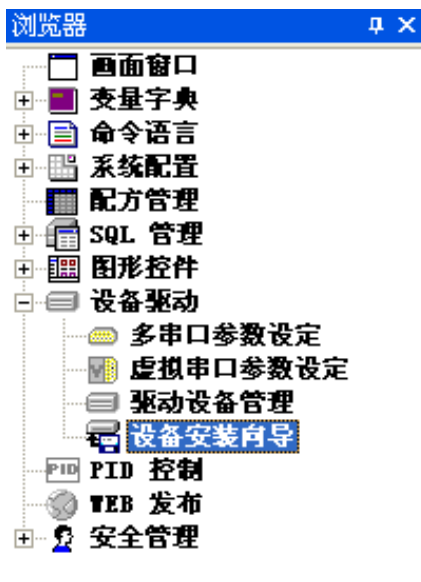 浏览器
画面窗口
变量字典
命令语言
系统配置
配方管理
SQL 管理
图形控件
设备驱动
多串口参数设定
虚拟串口参数设定
驱动设备管理
设备安装向导
PID PID 控制
WEB 发布
安全管理